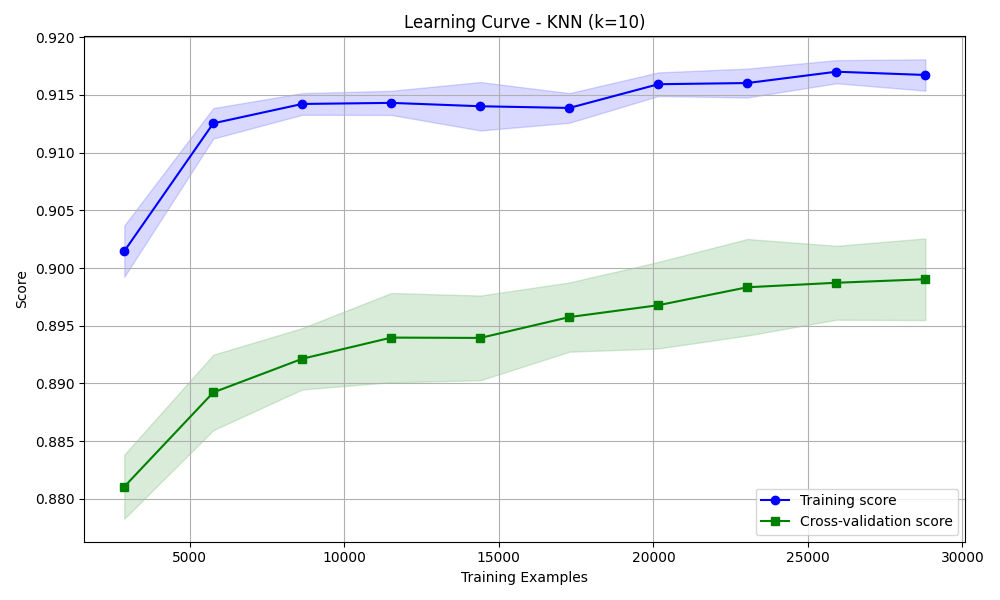 Learning Curve - KNN (k=10)
0.920
0.915
0.910
0.905
0.900
0.895
0.890
0.885
0.880
Score
Training score
Cross-validation score
5000 10000 15000 20000 25000 30000
Training Examples